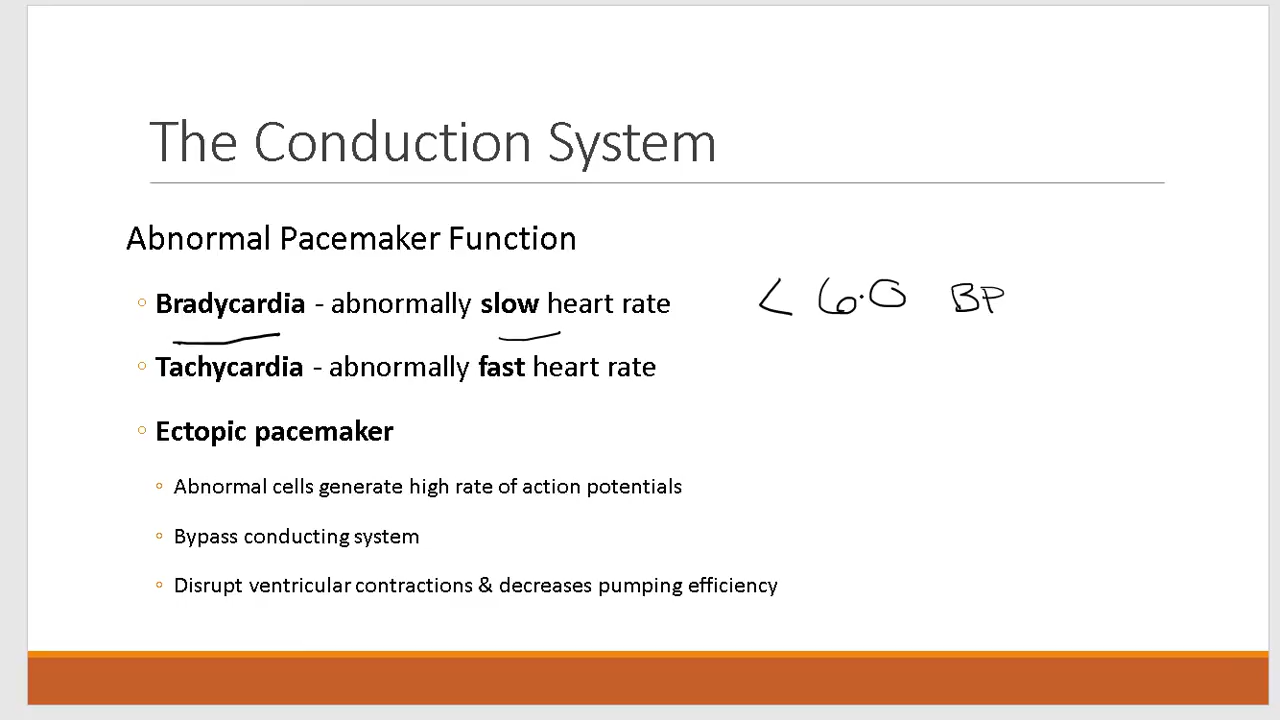 The Conduction System
Abnormal Pacemaker Function
◦ Bradycardia - abnormally slow heart rate < 60 BP
◦ Tachycardia - abnormally fast heart rate
◦ Ectopic pacemaker
◦ Abnormal cells generate high rate of action potentials
◦ Bypass conducting system
◦ Disrupt ventricular contractions & decreases pumping efficiency